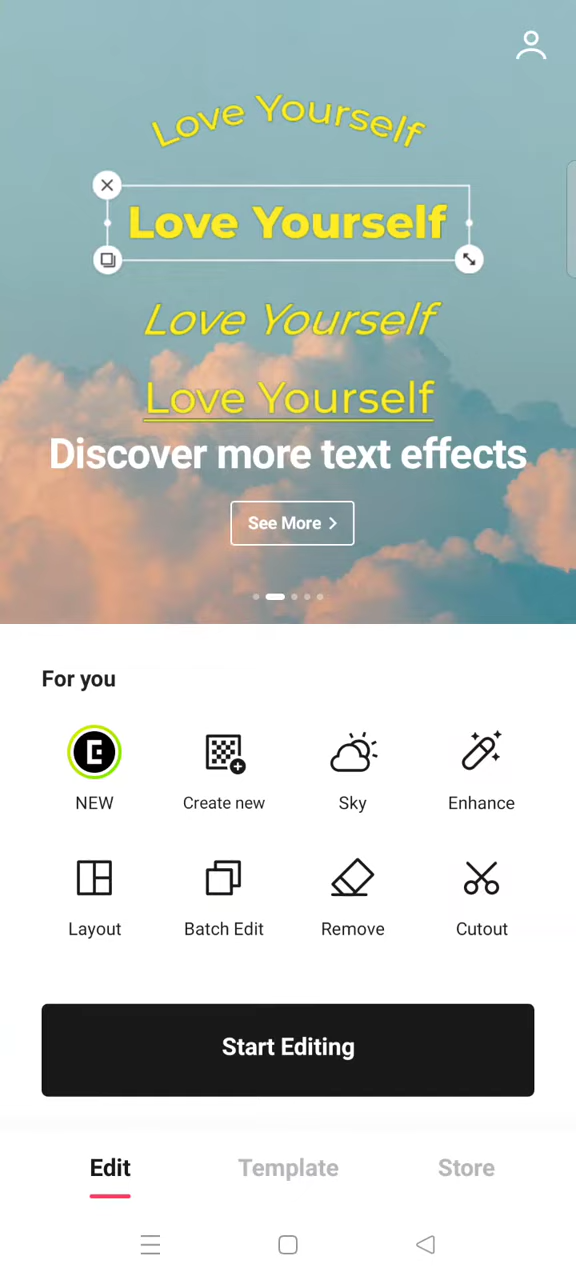 Love Yourself
Love Yourself
Love Yourself
Love Yourself
Discover more text effects
See More
For you
NEW
Create new
Sky
Enhance
Layout
Batch Edit
Remove
Cutout
Start Editing
Edit
Template
Store